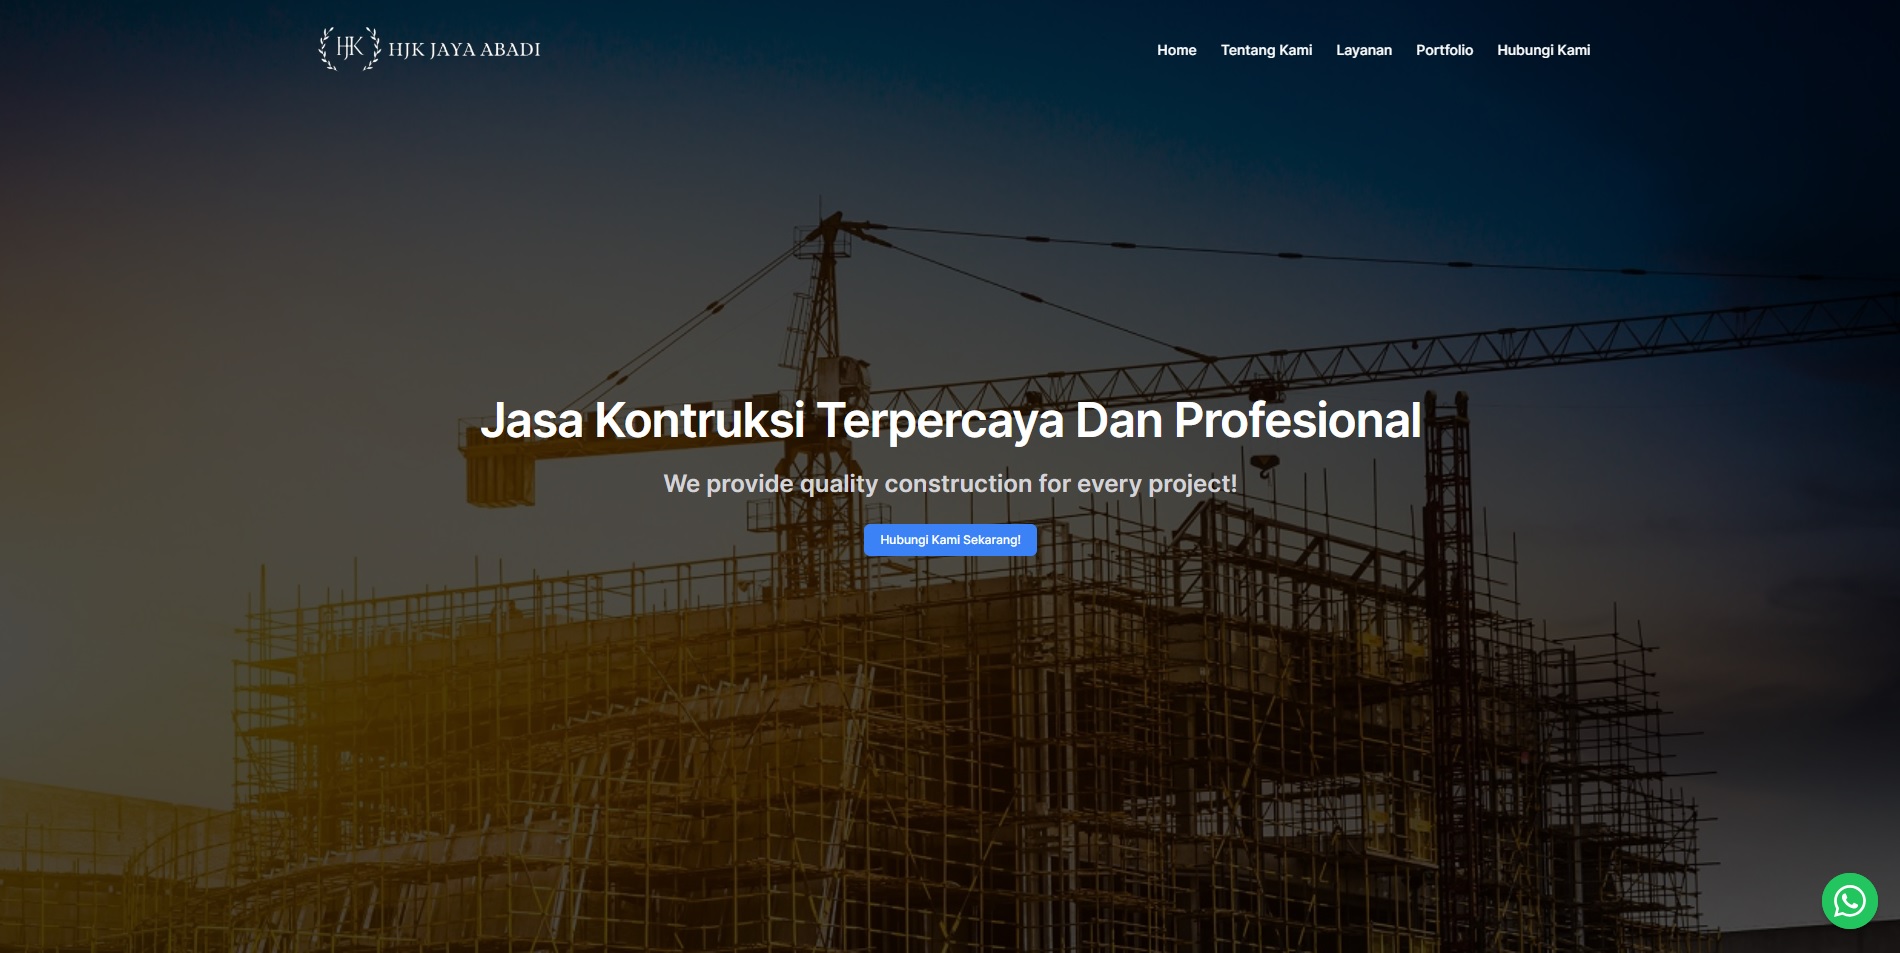 HJK HJK JAYA ABADI
Home Tentang Kami Layanan Portfolio Hubungi Kami
Jasa Kontruksi Terpercaya Dan Profesional
We provide quality construction for every project!
Hubungi Kami Sekarang!